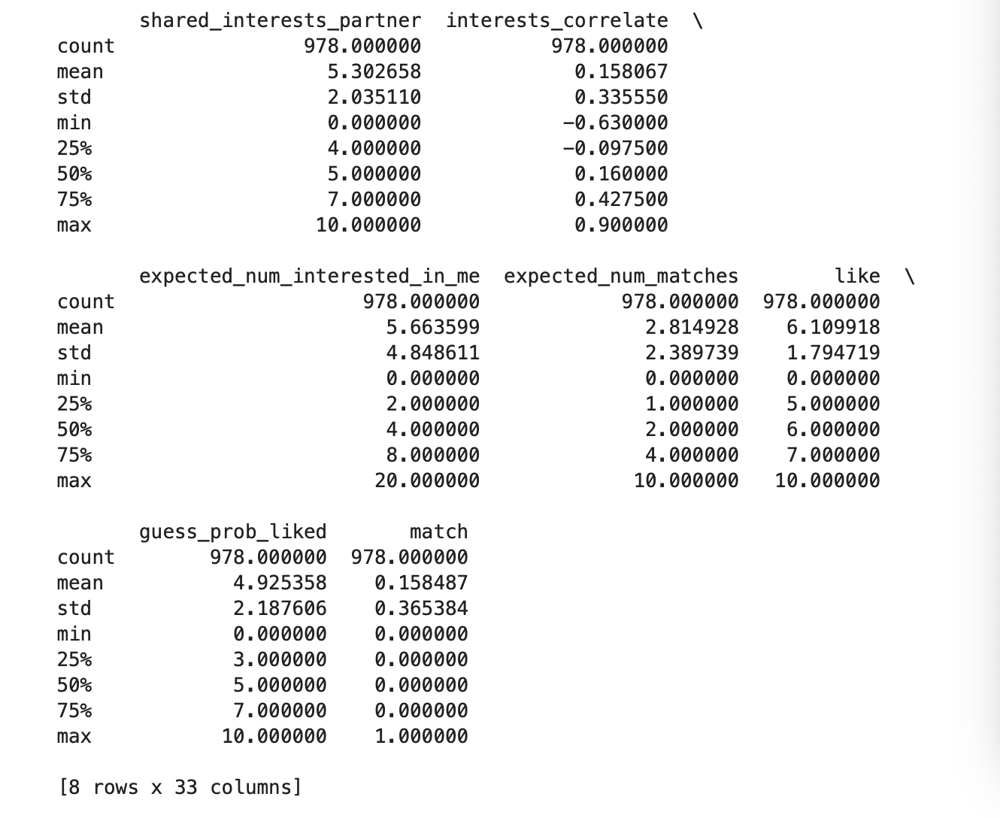 shared_interests_partner interests_correlate \
count 978.000000 978.000000
mean 5.302658 0.158067
std 2.035110 0.335550
min 0.000000 −0.630000
25% 4.000000 −0.097500
50% 5.000000 0.160000
75% 7.000000 0.427500
max 10.000000 0.900000
expected_num_interested_in_me expected_num_matches like \
count 978.000000 978.000000 978.000000
mean 5.663599 2.814928 6.109918
std 4.848611 2.389739 1.794719
min 0.000000 0.000000 0.000000
25% 2.000000 1.000000 5.000000
50% 4.000000 2.000000 6.000000
75% 8.000000 4.000000 7.000000
max 20.000000 10.000000 10.000000
guess_prob_liked match
count 978.000000 978.000000
mean 4.925358 0.158487
std 2.187606 0.365384
min 0.000000 0.000000
25% 3.000000 0.000000
50% 5.000000 0.000000
75% 7.000000 0.000000
max 10.000000 1.000000
[8 rows x 33 columns]